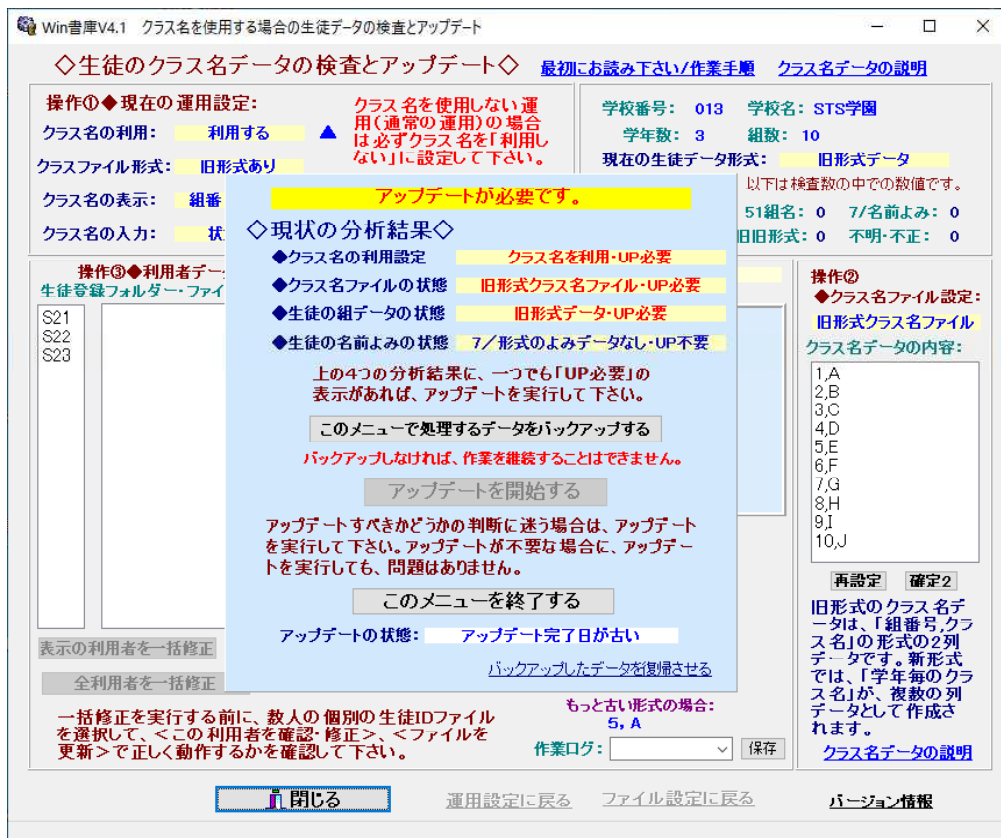 Win書庫V4.1 クラス名を使用する場合の生徒データの検査とアップデート
◇生徒のクラス名データの検査とアップデート◇
最初にお読み下さい/作業手順
クラス名データの説明
操作①◆現在の運用設定:
クラス名の利用: 利用する
▲
クラス名を使用しない運
用(通常の運用)の場合
は必ずクラス名を「利用し
ない」に設定して下さい。
クラスファイル形式: 旧形式あり
クラス名の表示: 組番
クラス名の入力: 状
学校番号: 013 学校名: STS学園
学年数: 3 組数: 10
現在の生徒データ形式: 旧形式データ
以下は検査数の中での数値です。
51組名: 0 7/名前よみ: 0
旧旧形式: 0 不明・不正: 0
アップデートが必要です。
◇現状の分析結果◇
◆クラス名の利用設定 クラス名を利用・UP必要
◆クラス名ファイルの状態 旧形式クラス名ファイル・UP必要
◆生徒の組データの状態 旧形式データ・UP必要
◆生徒の名前よみの状態 7/形式のよみデータなし・UP不要
上の4つの分析結果に、一つでも「UP必要」の
表示があれば、アップデートを実行して下さい。
このメニューで処理するデータをバックアップする
バックアップしなければ、作業を継続することはできません。
アップデートを開始する
アップデートすべきかどうかの判断に迷う場合は、アップデート
を実行して下さい。アップデートが不要な場合に、アップデー
トを実行しても、問題はありません。
このメニューを終了する
アップデートの状態: アップデート完了日が古い
バックアップしたデータを復帰させる
操作③◆利用者デー
生徒登録フォルダー・ファイ
S21
S22
S23
表示の利用者を一括修正
全利用者を一括修正
一括修正を実行する前に、数人の個別の生徒IDファイル
を選択して、<この利用者を確認・修正>、<ファイルを
更新>で正しく動作するかを確認して下さい。
もっと古い形式の場合:
5, A
作業ログ:
保存
操作②
◆クラス名ファイル設定:
旧形式クラス名ファイル
クラス名データの内容:
1,A
2,B
3,C
4,D
5,E
6,F
7,G
8,H
9,I
10,J
再設定 確定2
旧形式のクラス名デ
ータは、「組番号,クラ
ス名」の形式の2列
データです。新形式
では、「学年毎のクラ
ス名」が、複数の列
データとして作成さ
れます。
クラス名データの説明
閉じる
運用設定に戻る
ファイル設定に戻る
バージョン情報